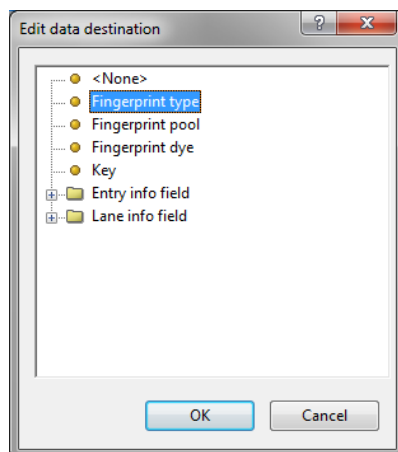 Edit data destination
<None>
Fingerprint type
Fingerprint pool
Fingerprint dye
Key
Entry info field
Lane info field
OK Cancel